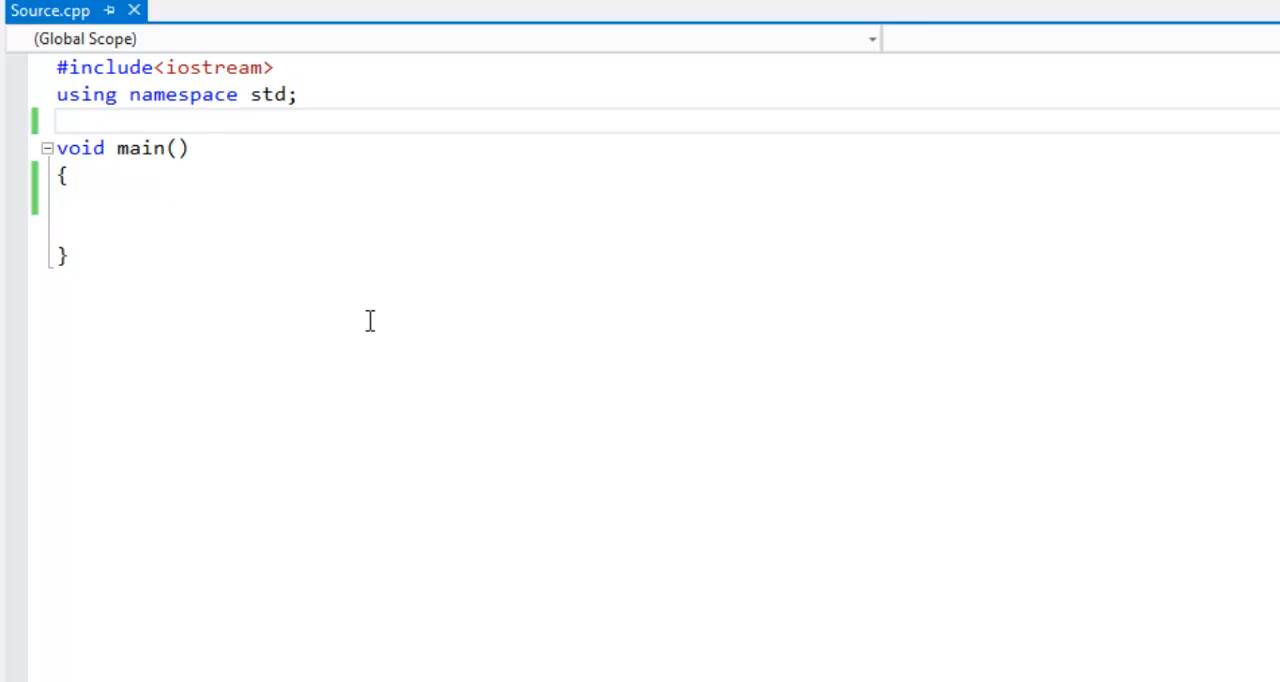 Source.cpp
(Global Scope)
#include<iostream>
using namespace std;
void main()
{
}